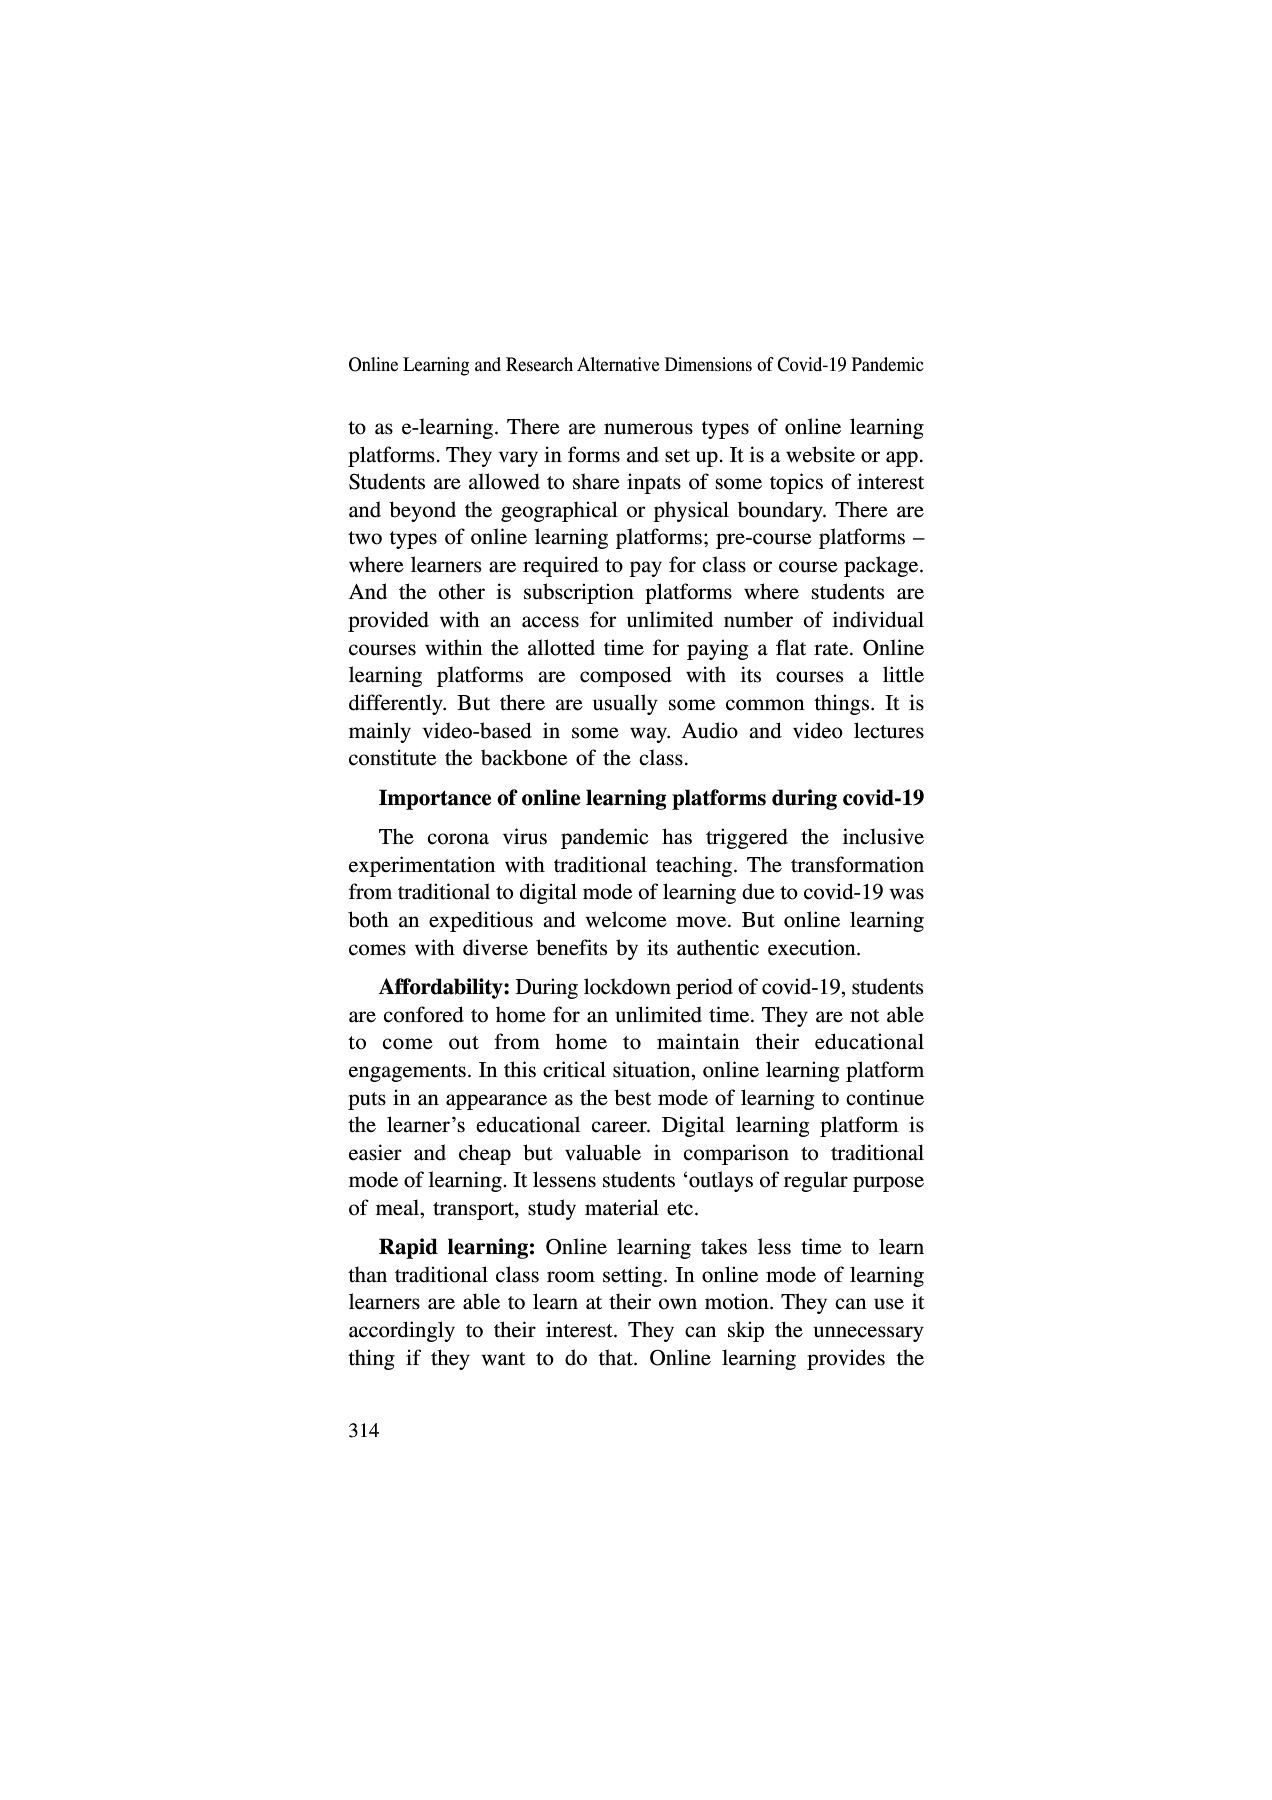 Online Learning and Research Alternative Dimensions of Covid-19 Pandemic
to as e-learning. There are numerous types of online learning
platforms. They vary in forms and set up. It is a website or app.
Students are allowed to share inpats of some topics of interest
and beyond the geographical or physical boundary. There are
two types of online learning platforms; pre-course platforms –
where learners are required to pay for class or course package.
And the other is subscription platforms where students are
provided with an access for unlimited number of individual
courses within the allotted time for paying a flat rate. Online
learning platforms are composed with its courses a little
differently. But there are usually some common things. It is
mainly video-based in some way. Audio and video lectures
constitute the backbone of the class.
Importance of online learning platforms during covid-19
The corona virus pandemic has triggered the inclusive
experimentation with traditional teaching. The transformation
from traditional to digital mode of learning due to covid-19 was
both an expeditious and welcome move. But online learning
comes with diverse benefits by its authentic execution.
Affordability: During lockdown period of covid-19, students
are confored to home for an unlimited time. They are not able
to come out from home to maintain their educational
engagements. In this critical situation, online learning platform
puts in an appearance as the best mode of learning to continue
the learner’s educational career. Digital learning platform is
easier and cheap but valuable in comparison to traditional
mode of learning. It lessens students ‘outlays of regular purpose
of meal, transport, study material etc.
Rapid learning: Online learning takes less time to learn
than traditional class room setting. In online mode of learning
learners are able to learn at their own motion. They can use it
accordingly to their interest. They can skip the unnecessary
thing if they want to do that. Online learning provides the
314